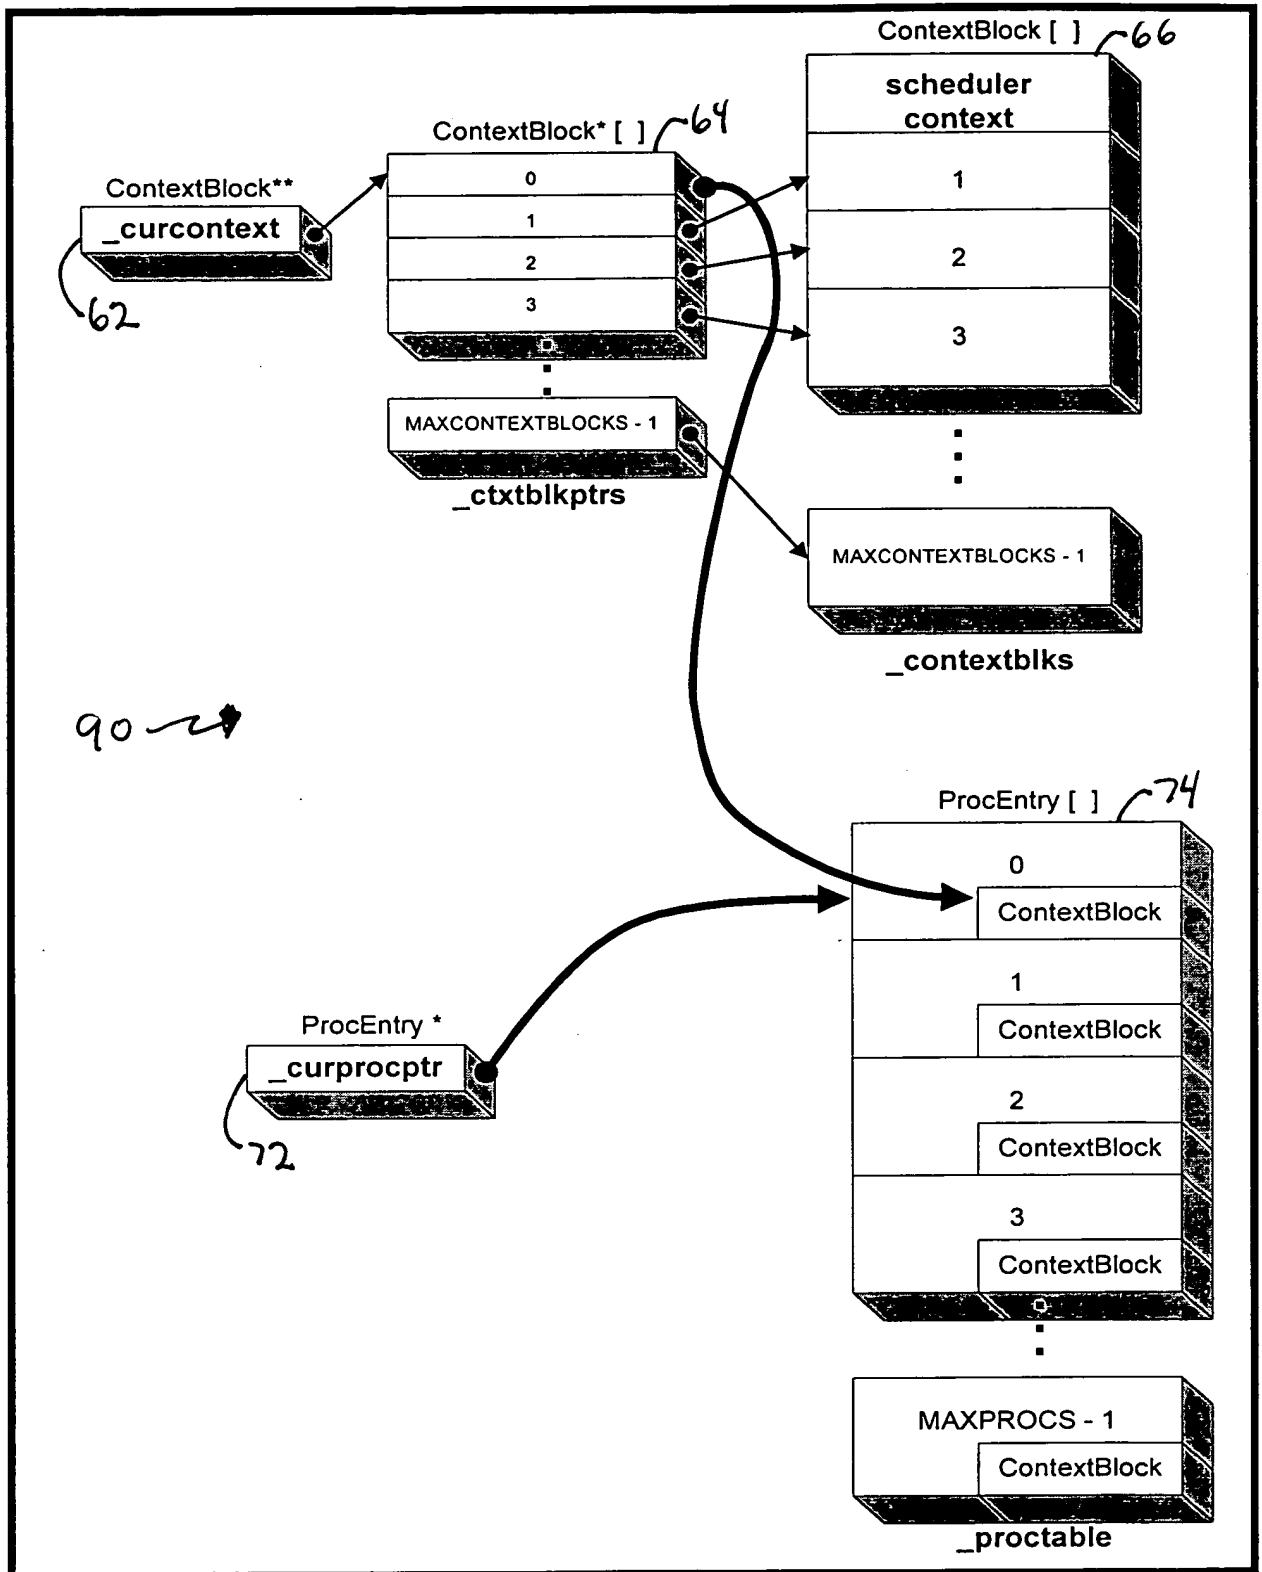 ContextBlock [ ]
66
scheduler
context
1
2
3
MAXCONTEXTBLOCKS - 1
_contextblks
ContextBlock* [ ]
64
0
1
2
3
MAXCONTEXTBLOCKS - 1
_ctxtblkptrs
ContextBlock**
_curcontext
62
90
ProcEntry [ ]
74
0
ContextBlock
1
ContextBlock
2
ContextBlock
3
ContextBlock
MAXPROCS - 1
ContextBlock
_proctable
ProcEntry *
_curprocptr
72